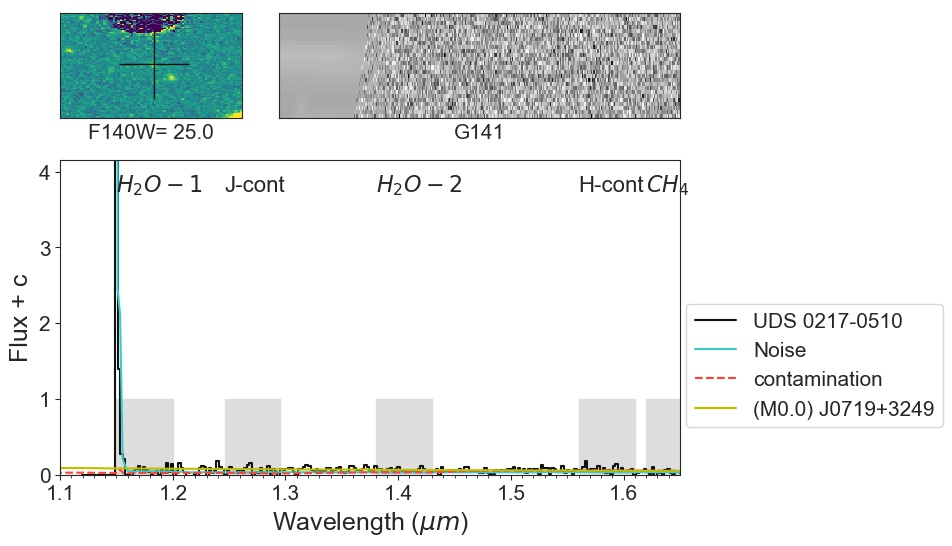 F140W= 25.0
G141
H₂O − 1
J-cont
H₂O − 2
H-cont
CH₄
4
3
2
1
0
Flux + c
1.1
1.2
1.3
1.4
1.5
1.6
Wavelength (μm)
UDS 0217-0510
Noise
contamination
(M0.0) J0719+3249